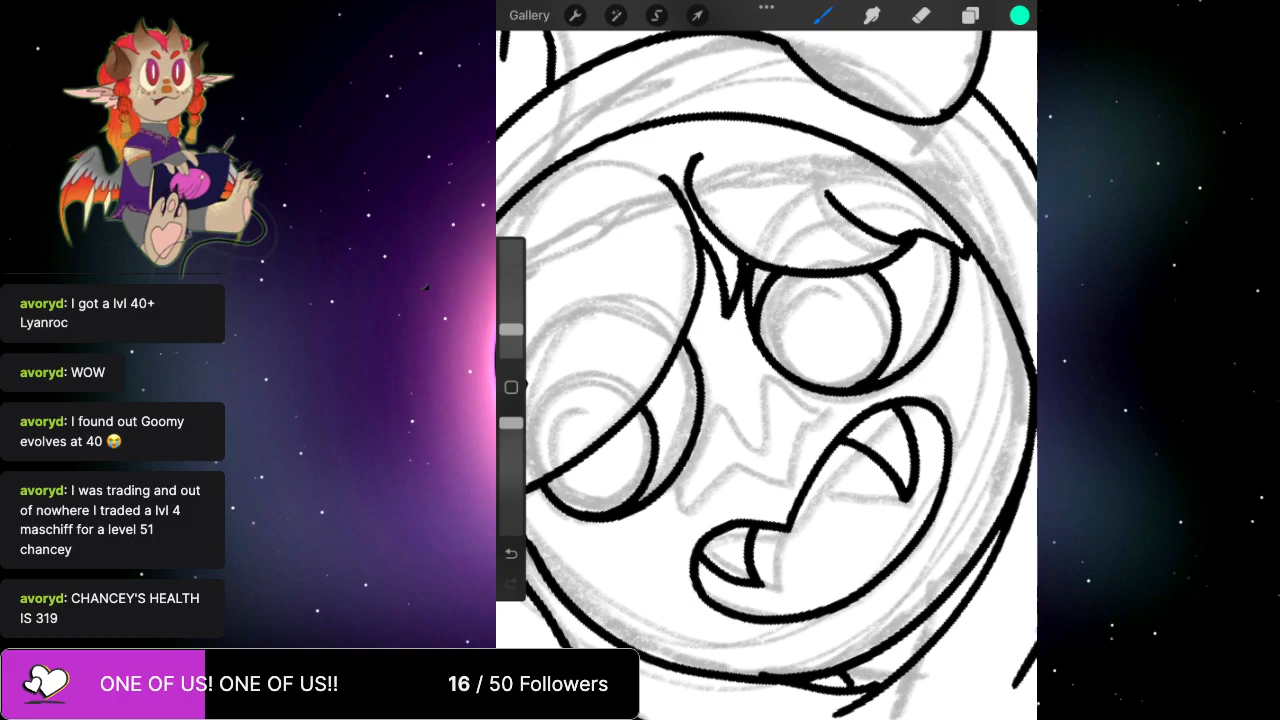 Gallery
avoryd: I got a lvl 40+
Lyanroc
avoryd: WOW
avoryd: I found out Goomy
evolves at 40 😭
avoryd: I was trading and out
of nowhere I traded a lvl 4
maschiff for a level 51
chancey
avoryd: CHANCEY'S HEALTH
IS 319
ONE OF US! ONE OF US!!
16 / 50 Followers